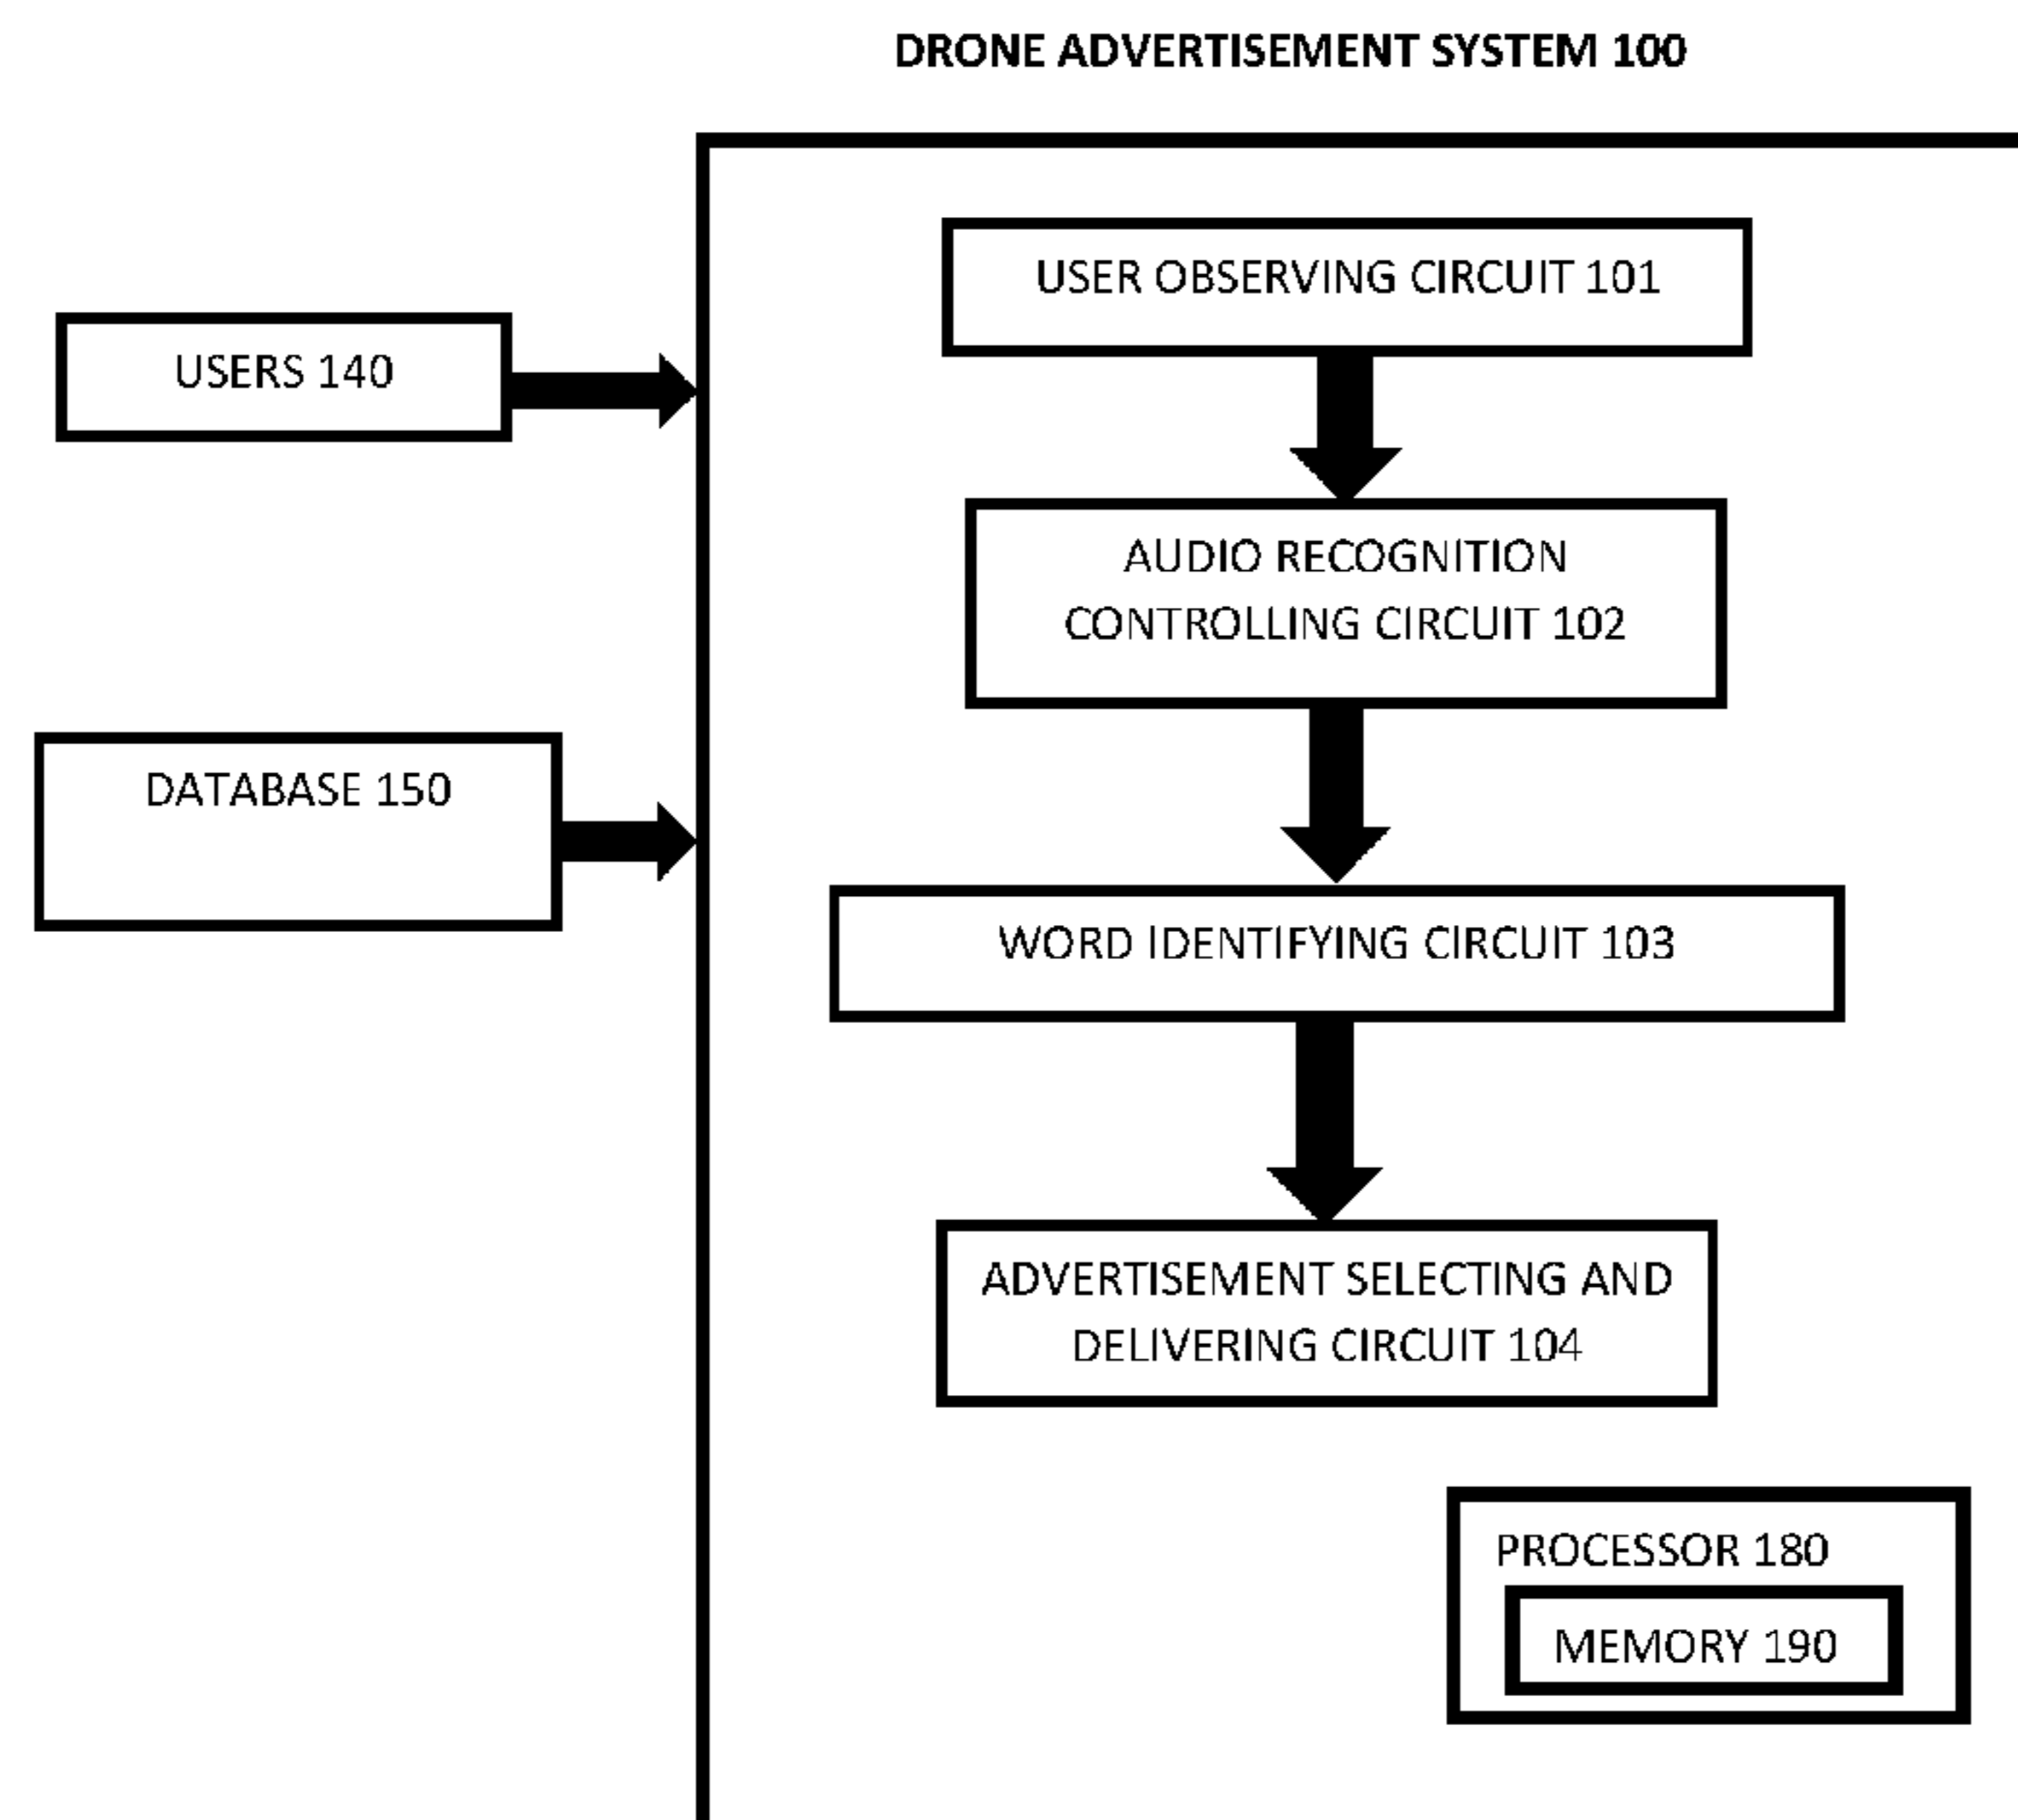 DRONE ADVERTISEMENT SYSTEM 100
USER OBSERVING CIRCUIT 101
USERS 140
AUDIO RECOGNITION
CONTROLLING CIRCUIT 102
DATABASE 150
WORD IDENTIFYING CIRCUIT 103
ADVERTISEMENT SELECTING AND
DELIVERING CIRCUIT 104
PROCESSOR 180
MEMORY 190